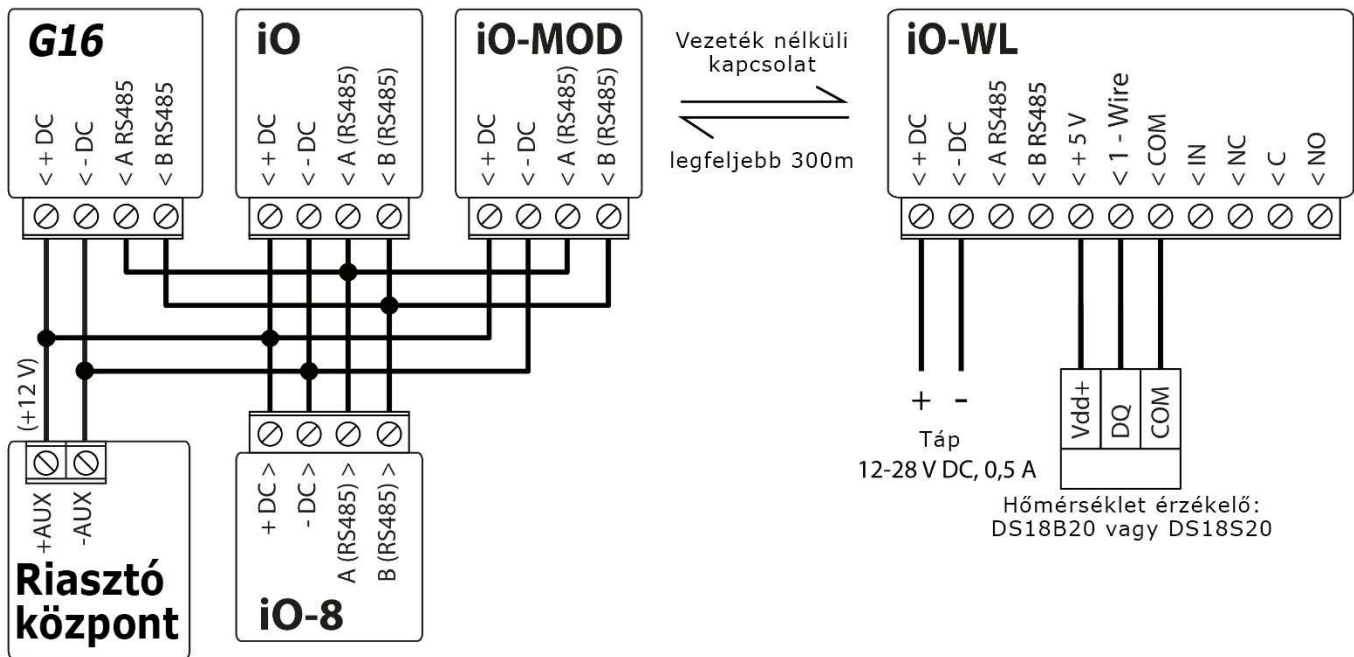 G16
< + DC
< - DC
< A RS485
< B RS485
iO
< + DC
< - DC
< A (RS485)
< B (RS485)
iO-MOD
< + DC
< - DC
< A (RS485)
< B (RS485)
Vezeték nélküli
kapcsolat
legfeljebb 300m
iO-WL
< + DC
< - DC
< A RS485
< B RS485
< + 5 V
< 1 - Wire
< COM
< IN
< NC
< C
< NO
(+12 V)
+AUX
-AUX
Riasztó
központ
+ DC >
- DC >
A (RS485) >
B (RS485) >
iO-8
+ -
Táp
12-28 V DC, 0,5 A
Vdd+
DQ
COM
Hőmérséklet érzékelő:
DS18B20 vagy DS18S20